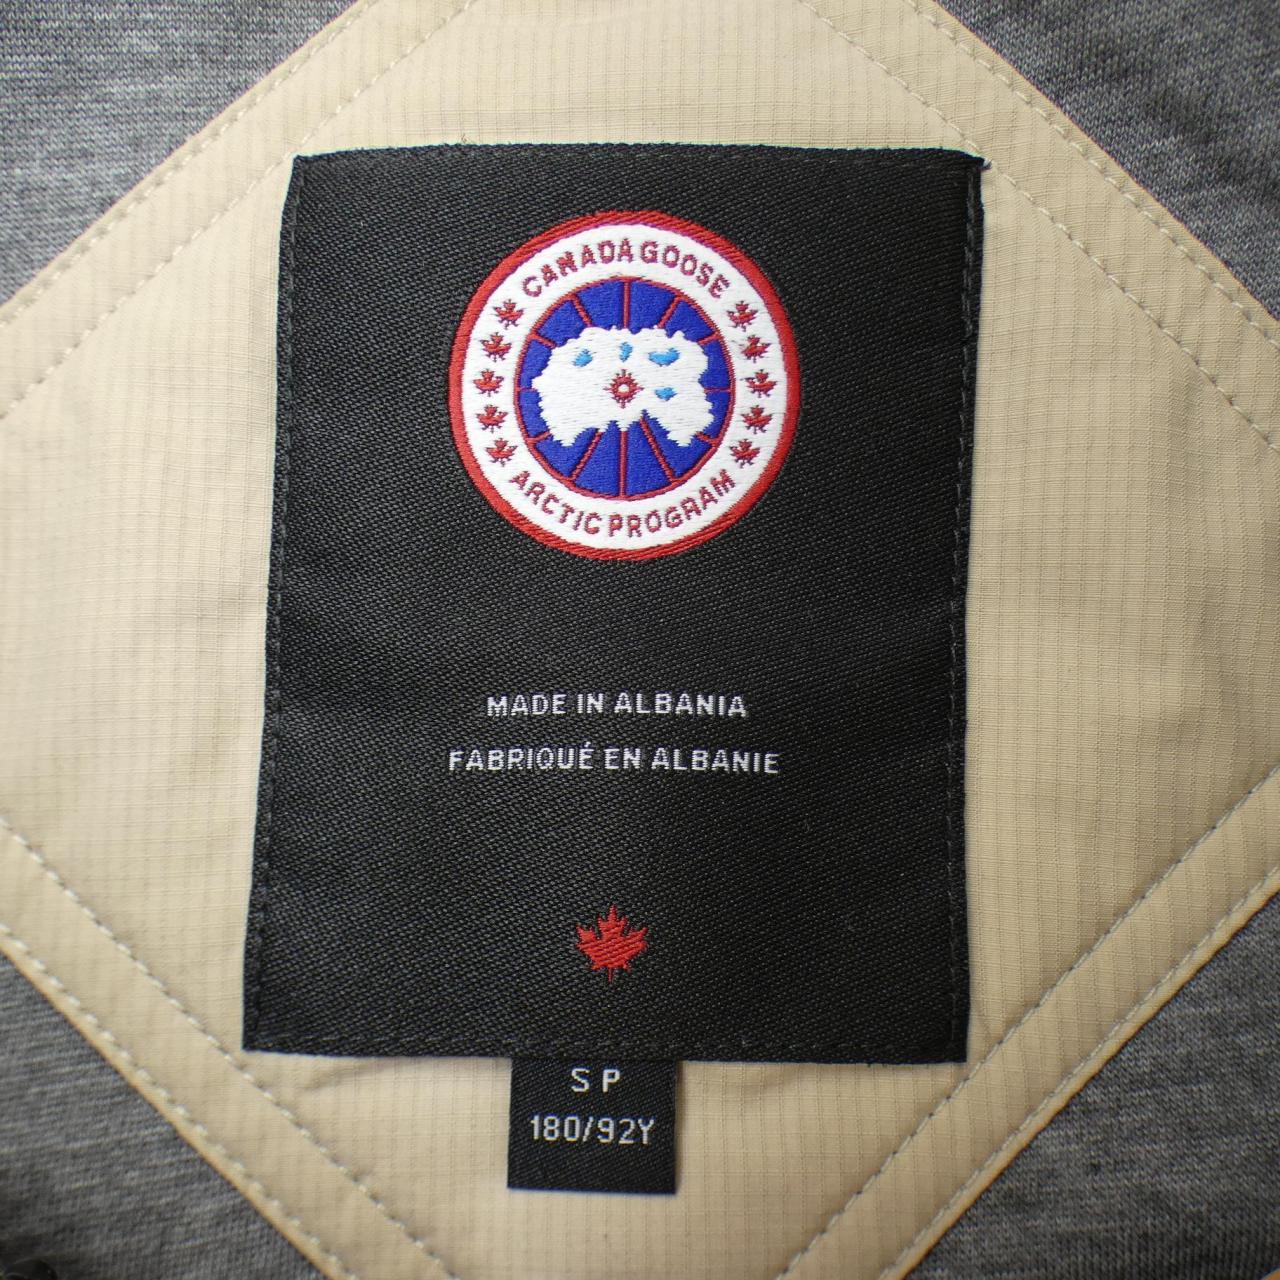 CANADA GOOSE
ARCTIC PROGRAM
MADE IN ALBANIA
FABRIQUÉ EN ALBANIE
S P
180/92Y